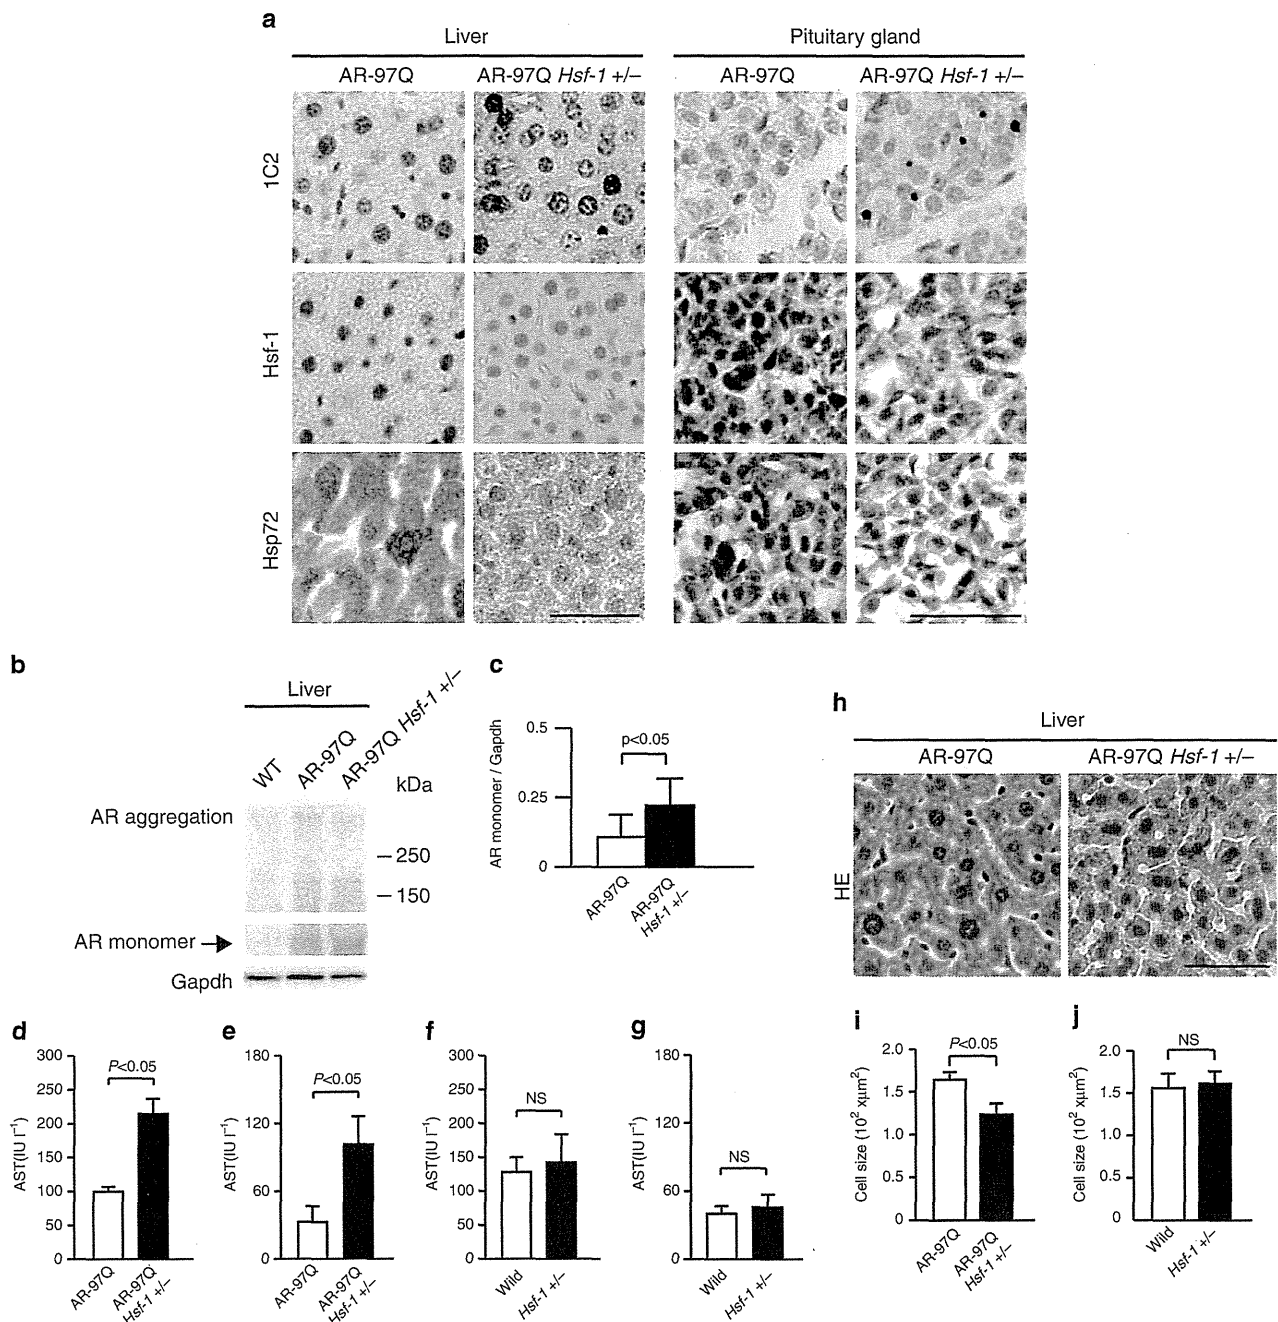 a
Liver
Pituitary gland
AR-97Q
AR-97Q Hsf-1 +/–
AR-97Q
AR-97Q Hsf-1 +/–
1C2
Hsf-1
Hsp72
b
Liver
WT
AR-97Q
AR-97Q Hsf-1 +/–
kDa
AR aggregation
– 250
– 150
AR monomer
Gapdh
c
AR monomer / Gapdh
0.5
0.25
0
p<0.05
AR-97Q
AR-97Q Hsf-1 +/–
h
Liver
AR-97Q
AR-97Q Hsf-1 +/–
HE
d
AST(IU l⁻¹)
300
250
200
150
100
50
0
P<0.05
AR-97Q
AR-97Q Hsf-1 +/–
e
AST(IU l⁻¹)
180
120
60
0
P<0.05
AR-97Q
AR-97Q Hsf-1 +/–
f
AST(IU l⁻¹)
300
250
200
150
100
50
0
NS
Wild
Hsf-1 +/–
g
AST(IU l⁻¹)
180
120
60
0
NS
Wild
Hsf-1 +/–
i
Cell size (10² xµm²)
2.0
1.5
1.0
1.5
0
P<0.05
AR-97Q
AR-97Q Hsf-1 +/–
j
Cell size (10² xµm²)
2.0
1.5
1.0
1.5
0
NS
Wild
Hsf-1 +/–